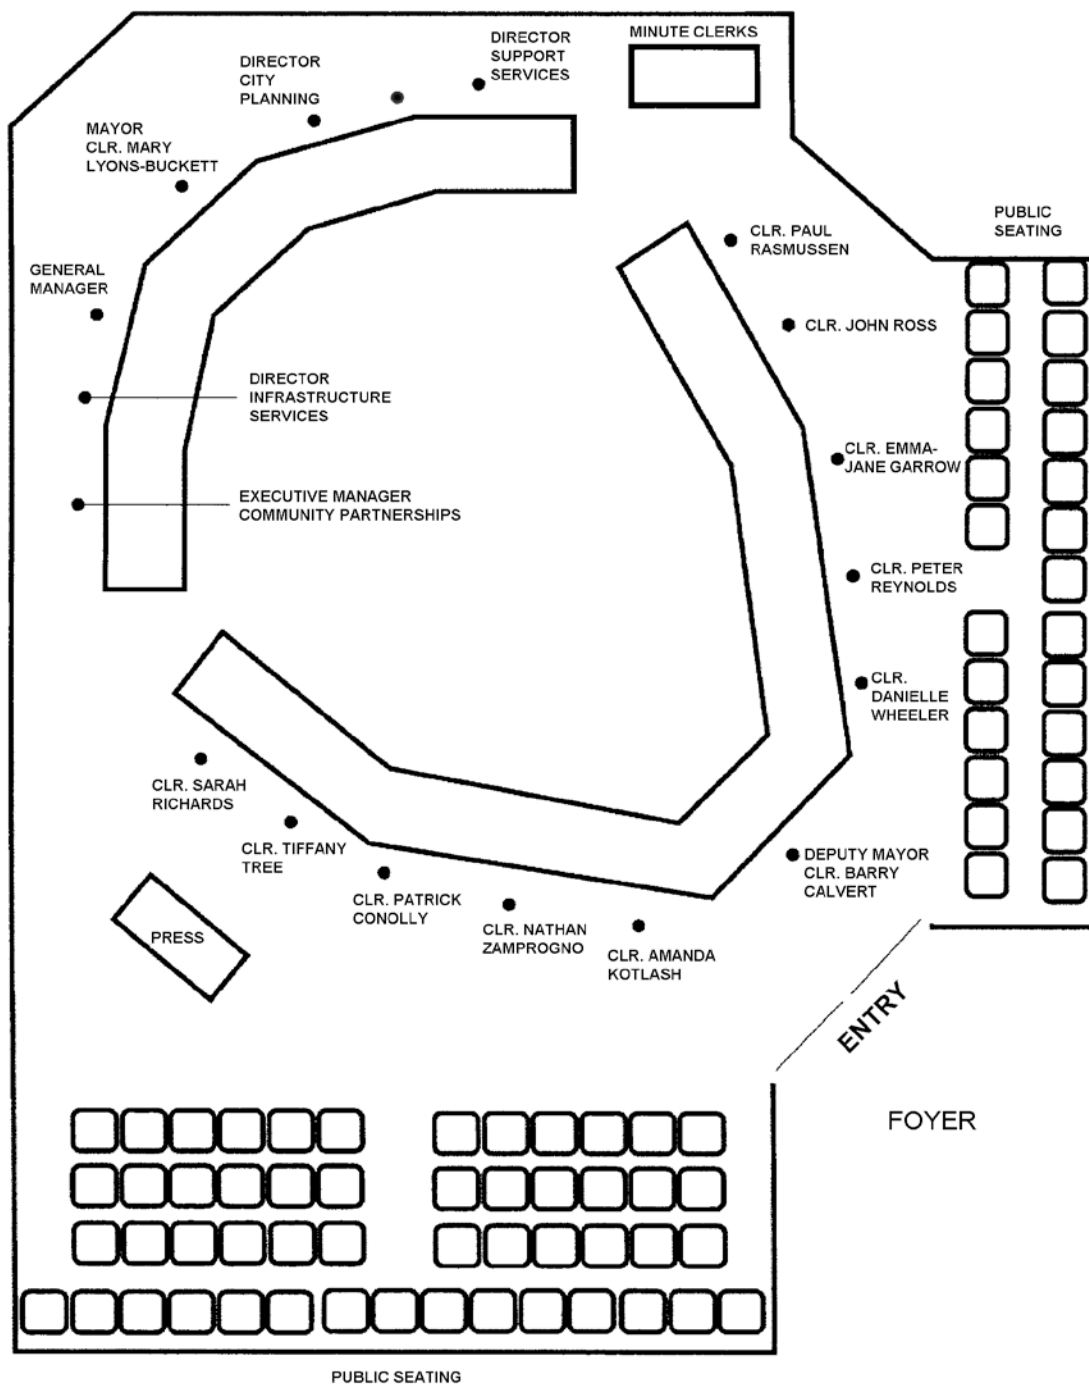 MINUTE CLERKS
DIRECTOR
SUPPORT
SERVICES
DIRECTOR
CITY
PLANNING
MAYOR
CLR. MARY
LYONS-BUCKETT
GENERAL
MANAGER
DIRECTOR
INFRASTRUCTURE
SERVICES
EXECUTIVE MANAGER
COMMUNITY PARTNERSHIPS
CLR. PAUL
RASMUSSEN
CLR. JOHN ROSS
CLR. EMMA-
JANE GARROW
CLR. PETER
REYNOLDS
CLR.
DANIELLE
WHEELER
DEPUTY MAYOR
CLR. BARRY
CALVERT
CLR. AMANDA
KOTLASH
CLR. NATHAN
ZAMPROGNO
CLR. PATRICK
CONOLLY
CLR. TIFFANY
TREE
CLR. SARAH
RICHARDS
PRESS
PUBLIC
SEATING
ENTRY
FOYER
PUBLIC SEATING